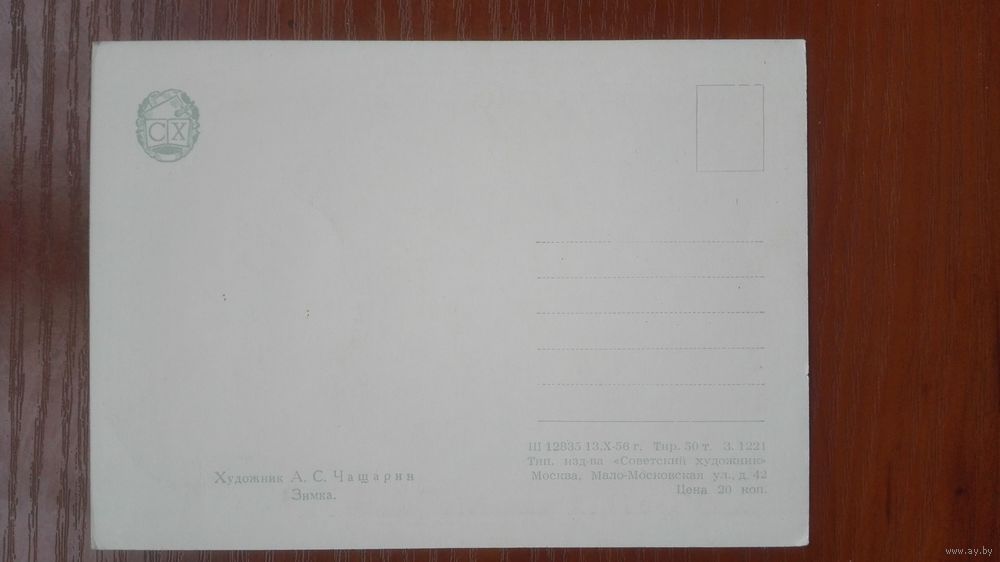 СХ
Художник А. С. Чащарин
Зимка.
Ш 12835 13.X-56 г. Тир. 50 т. З. 1221
Тип. изд-ва «Советский художник»
Москва, Мало-Московская ул., д. 42
Цена 20 коп.
www.ay.by